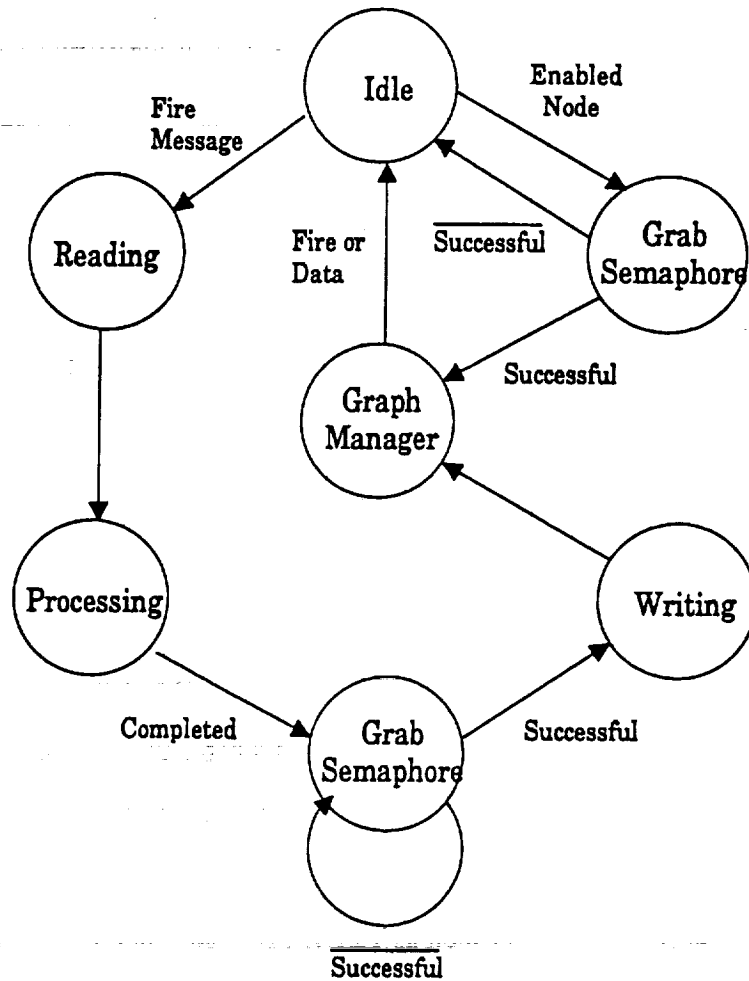 Idle
Enabled
Node
Fire
Message
Reading
Fire or
Data
Successful
Grab
Semaphore
Successful
Graph
Manager
Processing
Writing
Completed
Grab
Semaphore
Successful
Successful